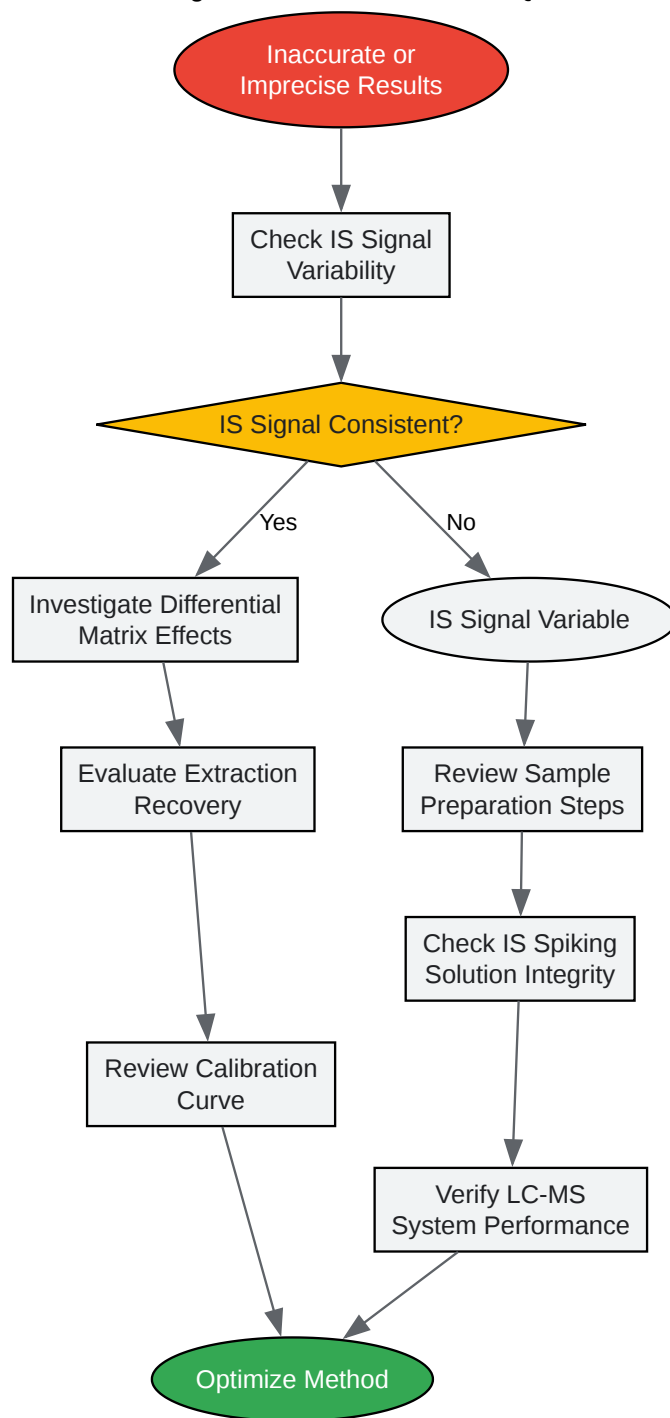 Inaccurate or
Imprecise Results
Check IS Signal
Variability
IS Signal Consistent?
Yes
No
Investigate Differential
Matrix Effects
IS Signal Variable
Evaluate Extraction
Recovery
Review Sample
Preparation Steps
Check IS Spiking
Solution Integrity
Review Calibration
Curve
Verify LC-MS
System Performance
Optimize Method